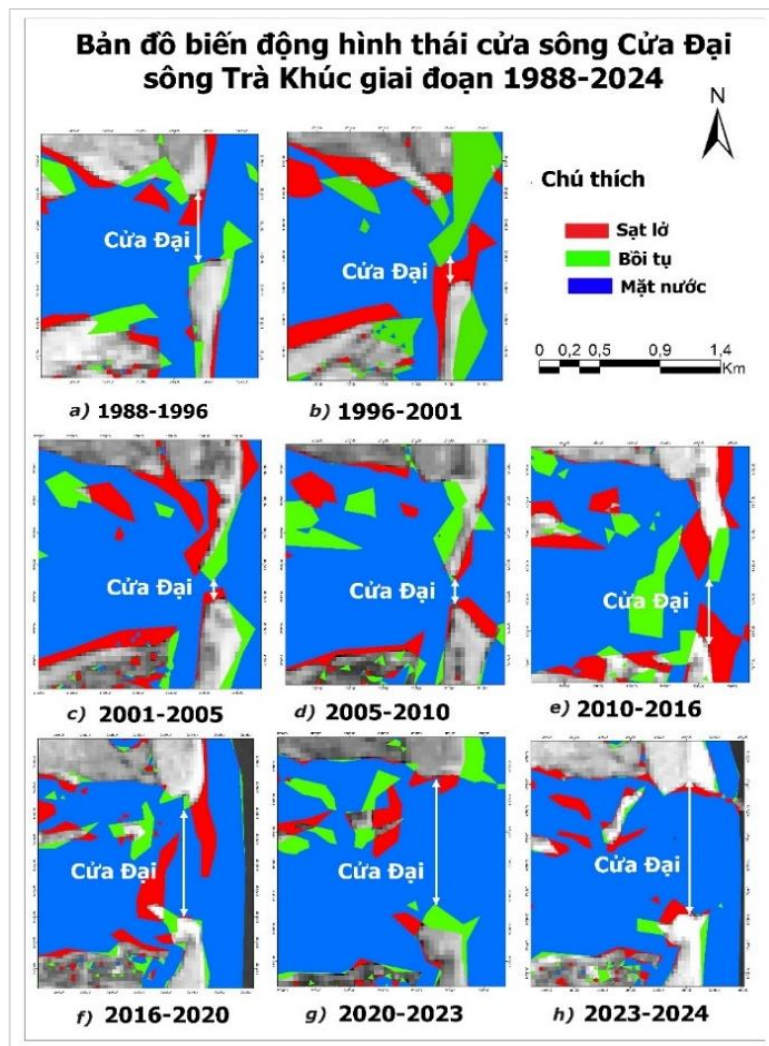 Bản đồ biến động hình thái cửa sông Cửa Đại
sông Trà Khúc giai đoạn 1988-2024
N
Chú thích
Sạt lở
Bồi tụ
Mặt nước
0 0,2 0,5 0,9 1,4
Km
Cửa Đại
Cửa Đại
a) 1988-1996
b) 1996-2001
Cửa Đại
Cửa Đại
Cửa Đại
c) 2001-2005
d) 2005-2010
e) 2010-2016
Cửa Đại
Cửa Đại
Cửa Đại
f) 2016-2020
g) 2020-2023
h) 2023-2024